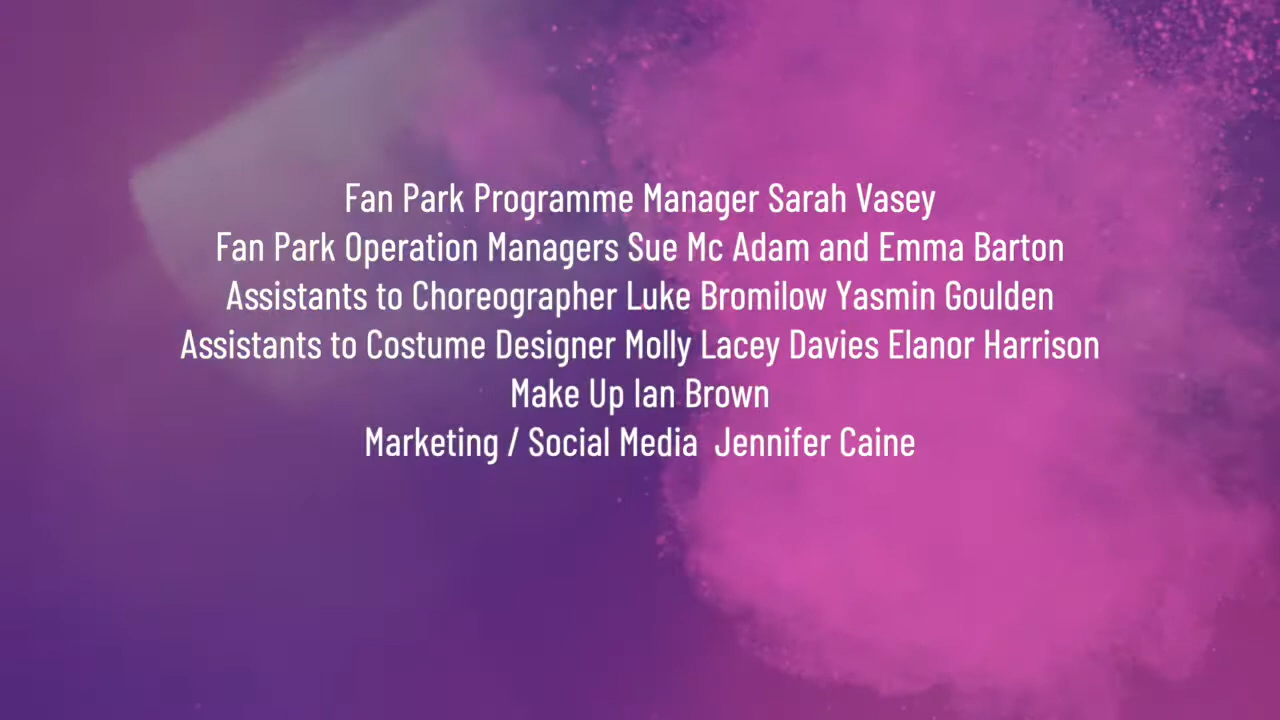 Fan Park Programme Manager Sarah Vasey
Fan Park Operation Managers Sue Mc Adam and Emma Barton
Assistants to Choreographer Luke Bromilow Yasmin Goulden
Assistants to Costume Designer Molly Lacey Davies Elanor Harrison
Make Up Ian Brown
Marketing / Social Media  Jennifer Caine